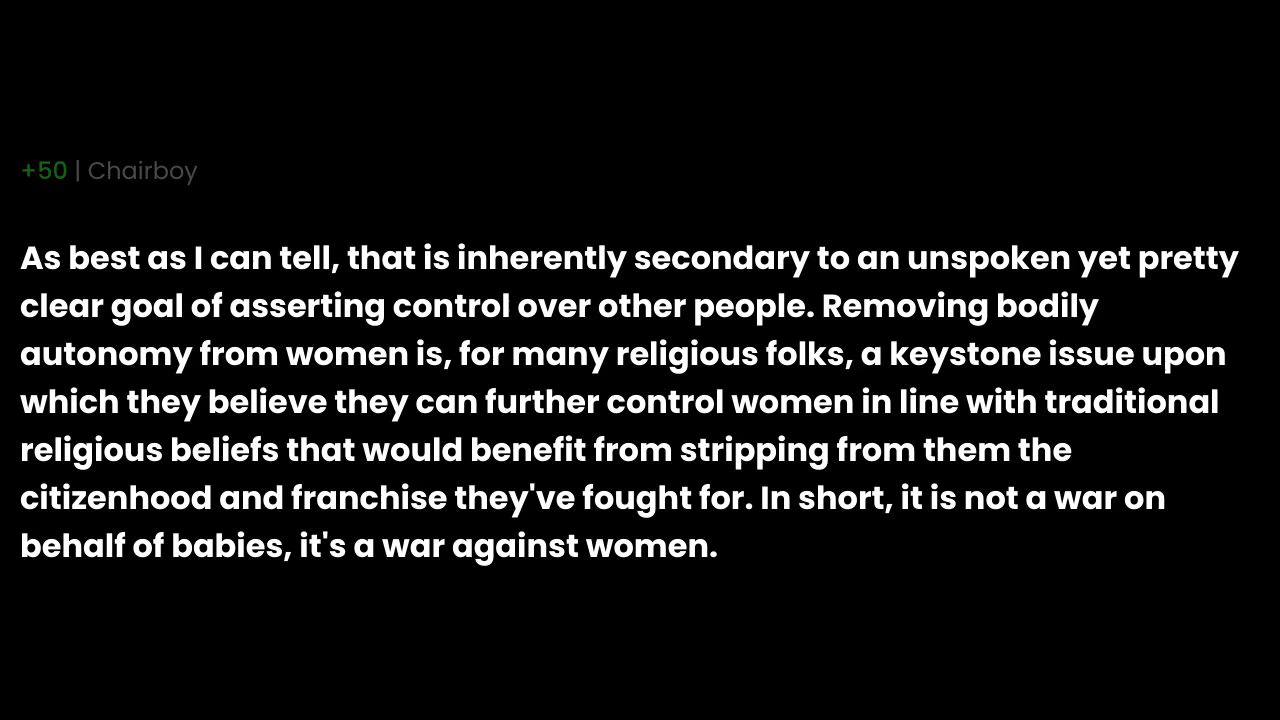 +50 | Chairboy
As best as I can tell, that is inherently secondary to an unspoken yet pretty
clear goal of asserting control over other people. Removing bodily
autonomy from women is, for many religious folks, a keystone issue upon
which they believe they can further control women in line with traditional
religious beliefs that would benefit from stripping from them the
citizenhood and franchise they've fought for. In short, it is not a war on
behalf of babies, it's a war against women.